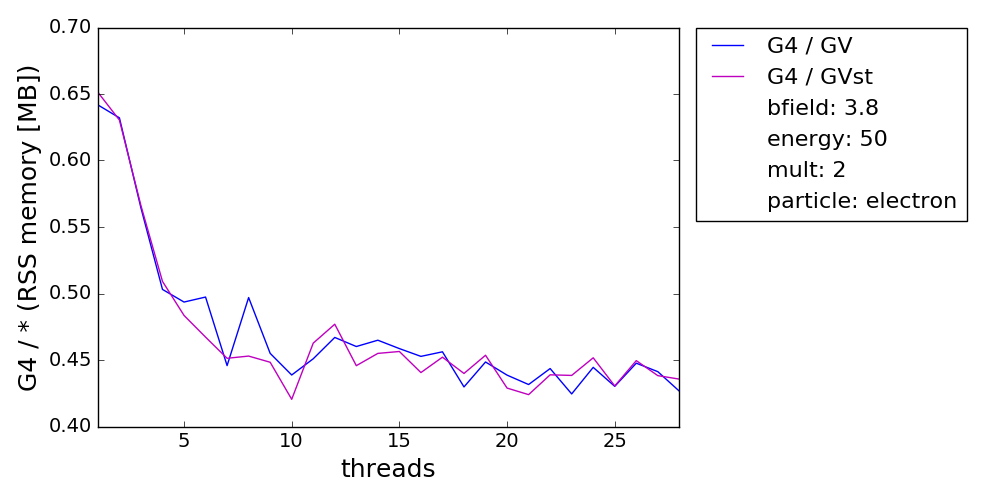 0.70
0.65
0.60
0.55
0.50
0.45
0.40
G4 / * (RSS memory [MB])
5
10
15
20
25
threads
G4 / GV
G4 / GVst
bfield: 3.8
energy: 50
mult: 2
particle: electron